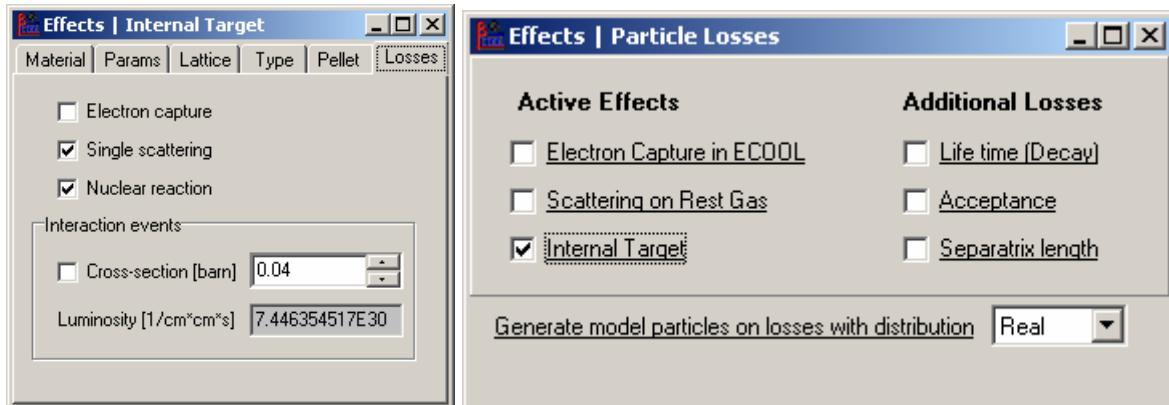 Effects | Internal Target
Material Params Lattice Type Pellet Losses
Electron capture
Single scattering
Nuclear reaction
Interaction events
Cross-section [barn] 0.04
Luminosity [1/cm*cm*s] 7.446354517E30
Effects | Particle Losses
Active Effects Additional Losses
Electron Capture in ECOOL Life time (Decay)
Scattering on Rest Gas Acceptance
Internal Target Separatrix length
Generate model particles on losses with distribution Real